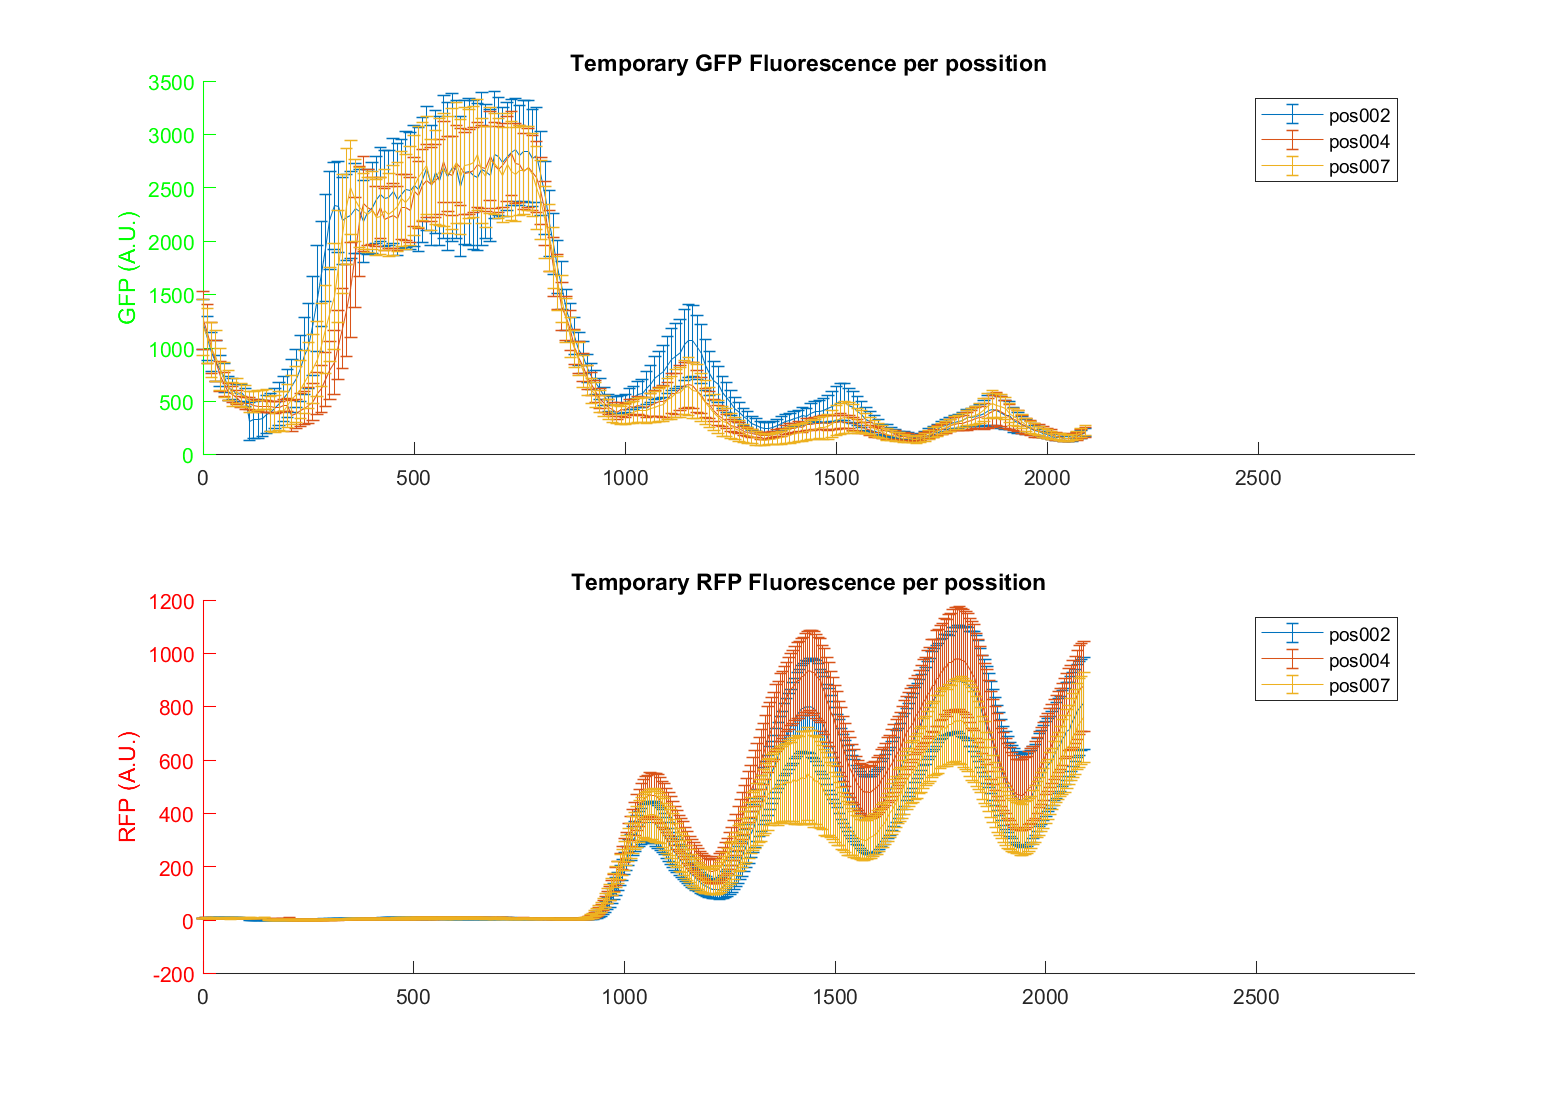 Temporary GFP Fluorescence per possition
3500
3000
2500
2000
1500
1000
500
0
GFP (A.U.)
0 500 1000 1500 2000 2500
pos002
pos004
pos007
Temporary RFP Fluorescence per possition
1200
1000
800
600
400
200
0
-200
RFP (A.U.)
0 500 1000 1500 2000 2500
pos002
pos004
pos007